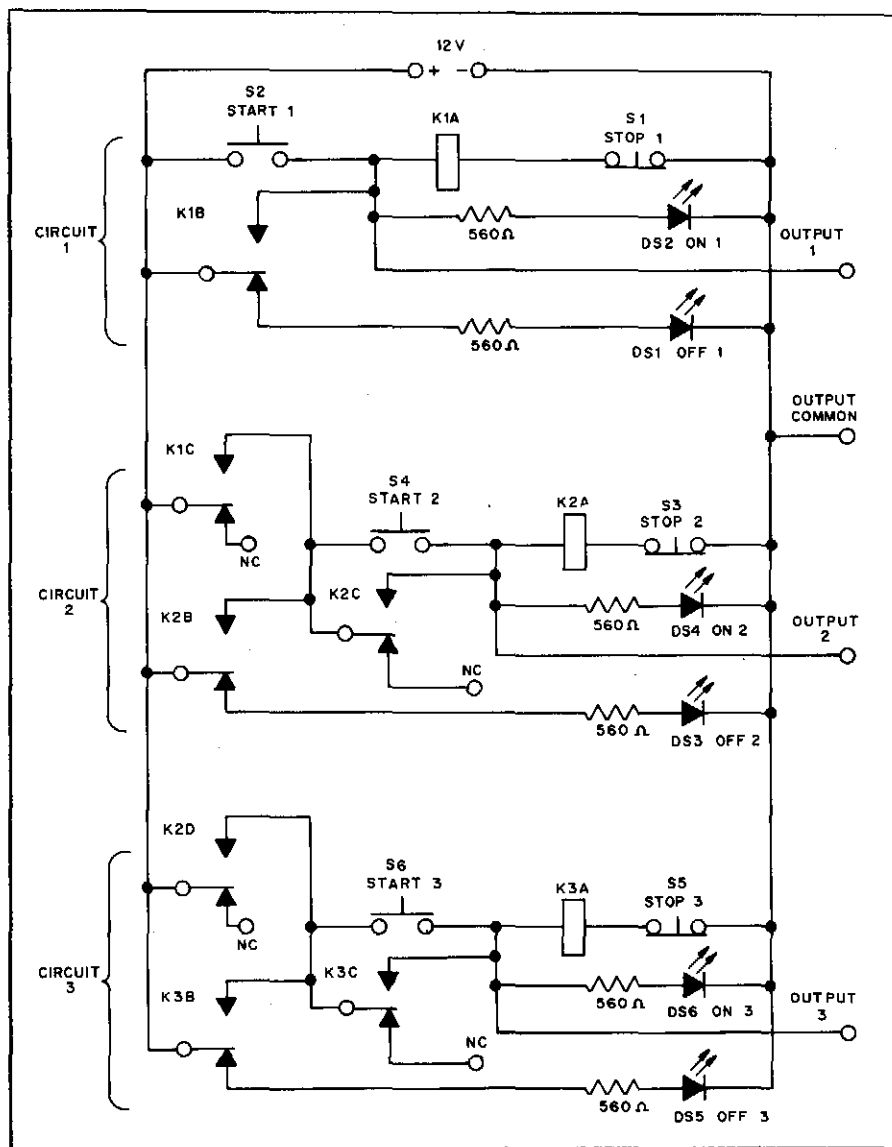 12V
+ -
S2
START 1
K1A
S1
STOP 1
K1B
CIRCUIT
1
560Ω
DS2 ON 1
OUTPUT
1
560Ω
DS1 OFF 1
OUTPUT
COMMON
K1C
S4
START 2
K2A
S3
STOP 2
NC
CIRCUIT
2
K2B
K2C
560Ω
DS4 ON 2
OUTPUT
2
NC
560Ω
DS3 OFF 2
K2D
S6
START 3
K3A
S5
STOP 3
NC
CIRCUIT
3
K3B
K3C
560Ω
DS6 ON 3
OUTPUT
3
NC
560Ω
DS5 OFF 3